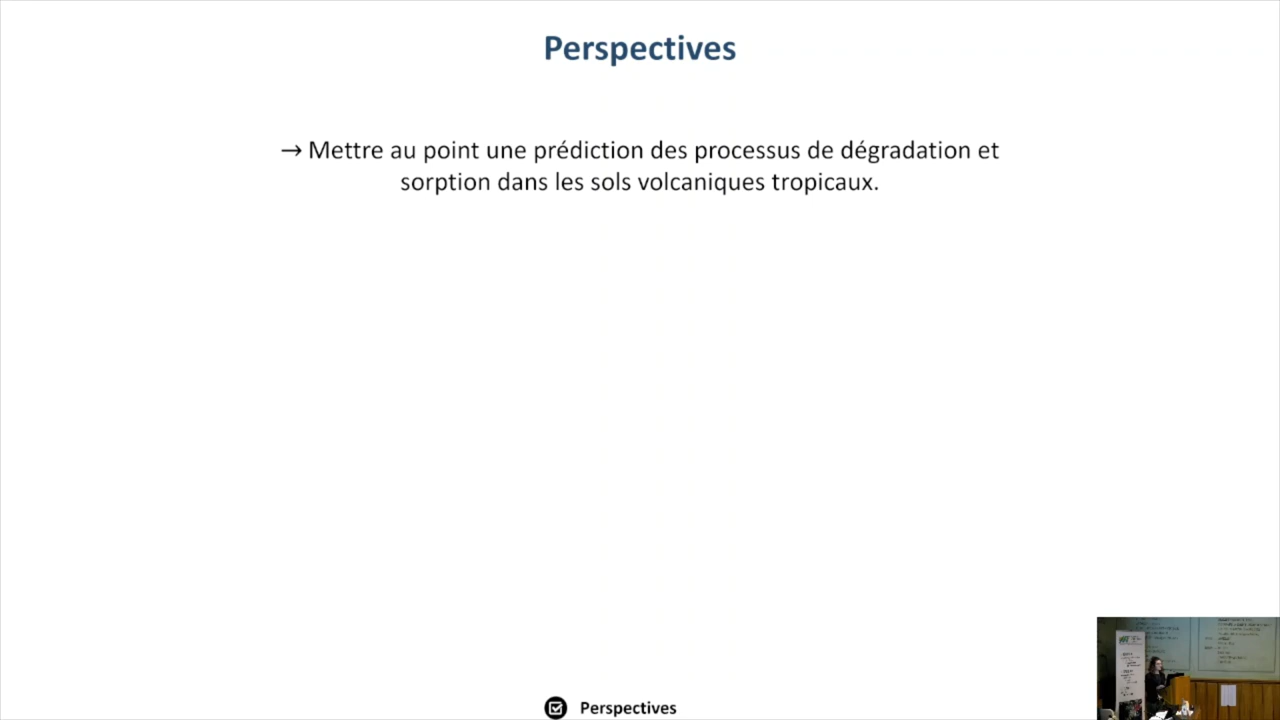 Perspectives
→ Mettre au point une prédiction des processus de dégradation et
sorption dans les sols volcaniques tropicaux.
Perspectives